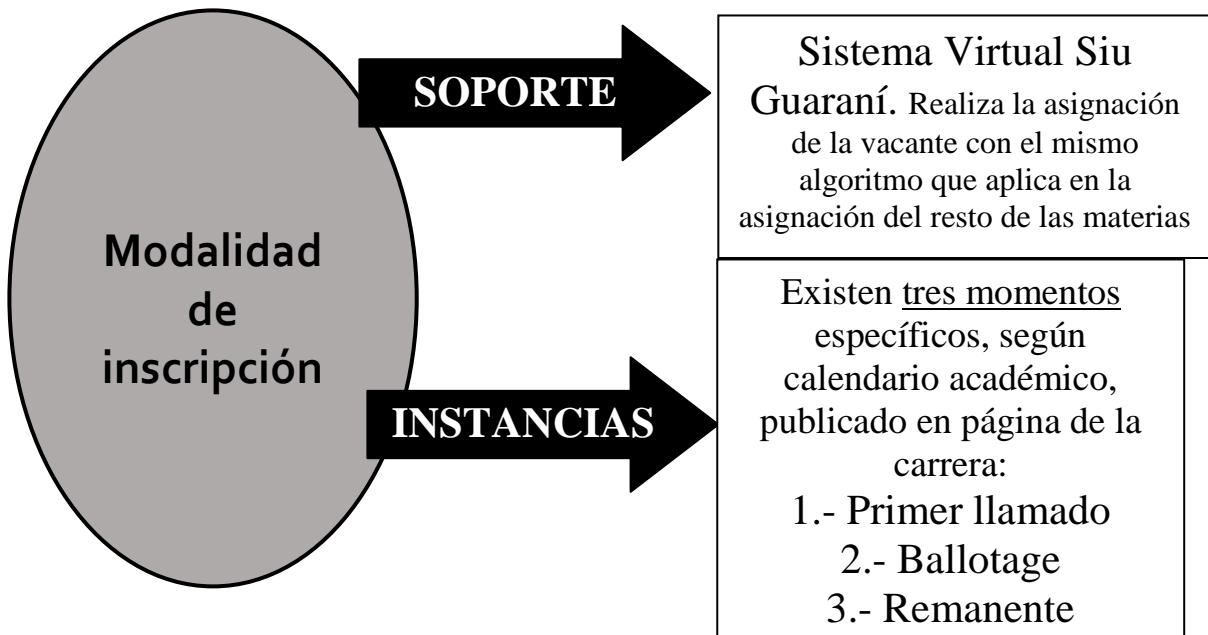 Modalidad
de
inscripción
SOPORTE
Sistema Virtual Siu
Guaraní. Realiza la asignación
de la vacante con el mismo
algoritmo que aplica en la
asignación del resto de las materias
INSTANCIAS
Existen tres momentos
específicos, según
calendario académico,
publicado en página de la
carrera:
1.- Primer llamado
2.- Ballotage
3.- Remanente